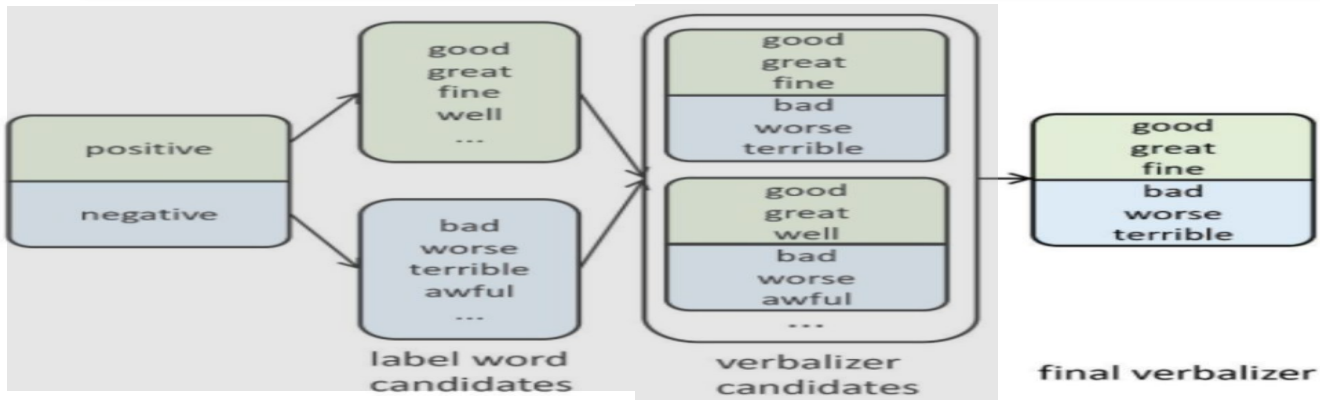 positive
negative
good
great
fine
well
...
bad
worse
terrible
awful
...
label word
candidates
good
great
fine
bad
worse
terrible
good
great
well
bad
worse
awful
...
verbalizer
candidates
good
great
fine
bad
worse
terrible
final verbalizer